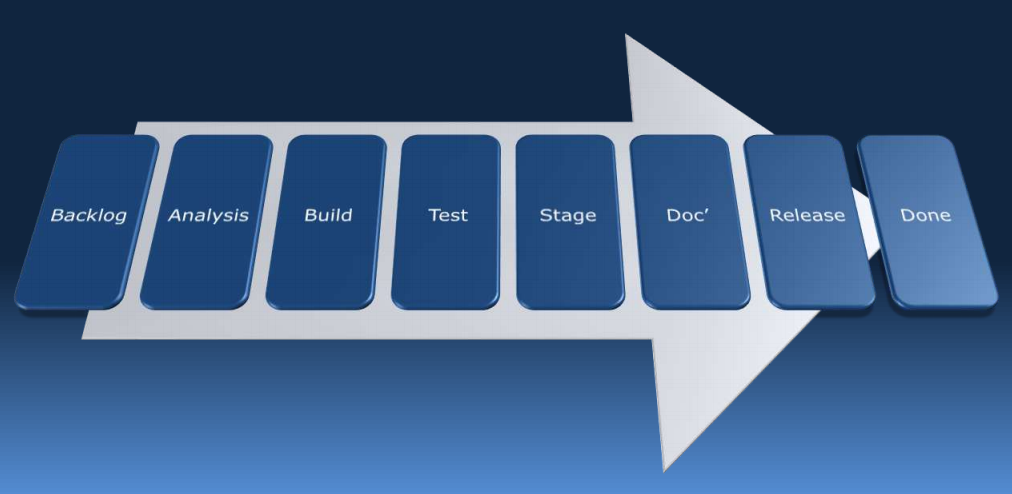 Backlog
Analysis
Build
Test
Stage
Doc’
Release
Done